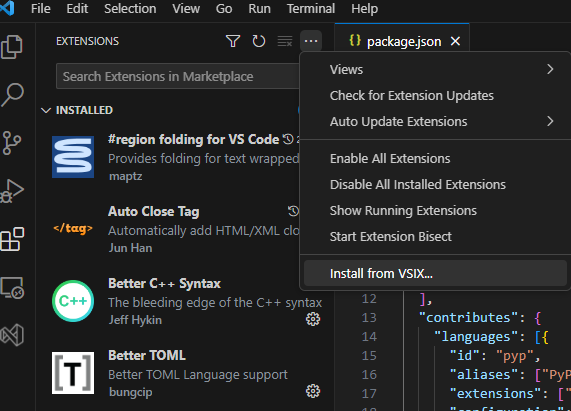 File Edit Selection View Go Run Terminal Help
EXTENSIONS
{} package.json
Search Extensions in Marketplace
INSTALLED
#region folding for VS Code
Provides folding for text wrapped
maptz
Auto Close Tag
</tag>
Automatically add HTML/XML clo
Jun Han
Better C++ Syntax
C++
The bleeding edge of the C++ syntax
Jeff Hykin
Better TOML
[T]
Better TOML Language support
bungcip
Views
Check for Extension Updates
Auto Update Extensions
Enable All Extensions
Disable All Installed Extensions
Show Running Extensions
Start Extension Bisect
Install from VSIX...
12 ],
13 "contributes": {
14 "languages": [{
15 "id": "pyp",
16 "aliases": ["PyP
17 "extensions": ["
"configuration"